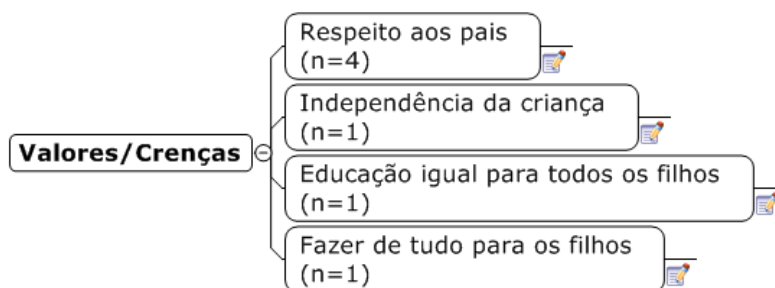 Respeito aos pais
(n=4)
Independência da criança
(n=1)
Valores/Crenças
Educação igual para todos os filhos
(n=1)
Fazer de tudo para os filhos
(n=1)